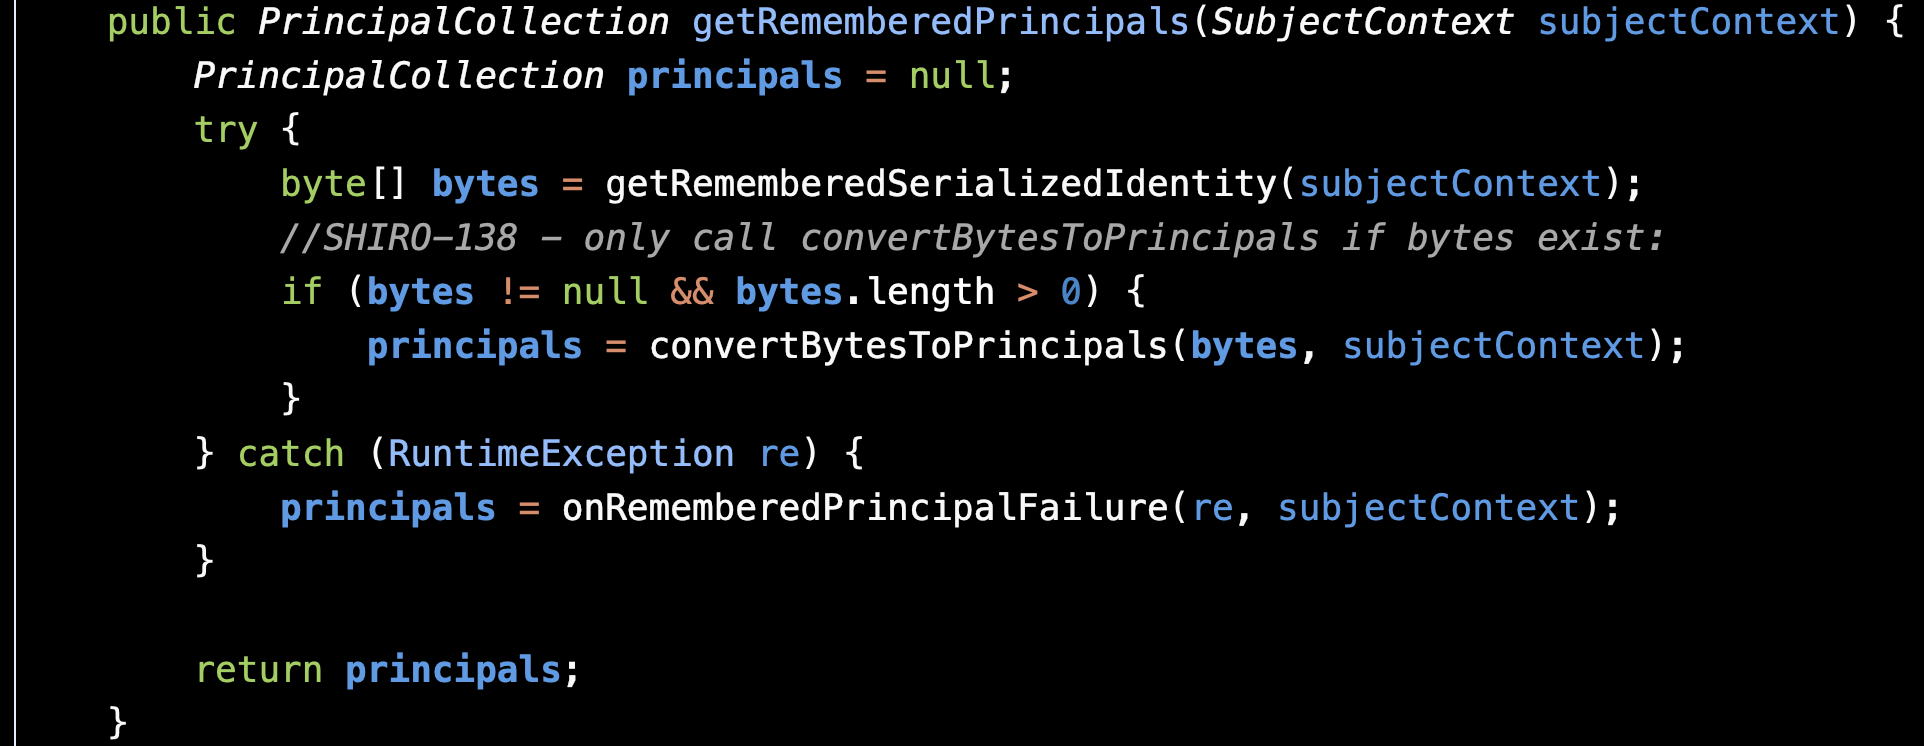 public PrincipalCollection getRememberedPrincipals(SubjectContext subjectContext) {
PrincipalCollection principals = null;
try {
byte[] bytes = getRememberedSerializedIdentity(subjectContext);
//SHIRO-138 - only call convertBytesToPrincipals if bytes exist:
if (bytes != null && bytes.length > 0) {
principals = convertBytesToPrincipals(bytes, subjectContext);
}
} catch (RuntimeException re) {
principals = onRememberedPrincipalFailure(re, subjectContext);
}
return principals;
}